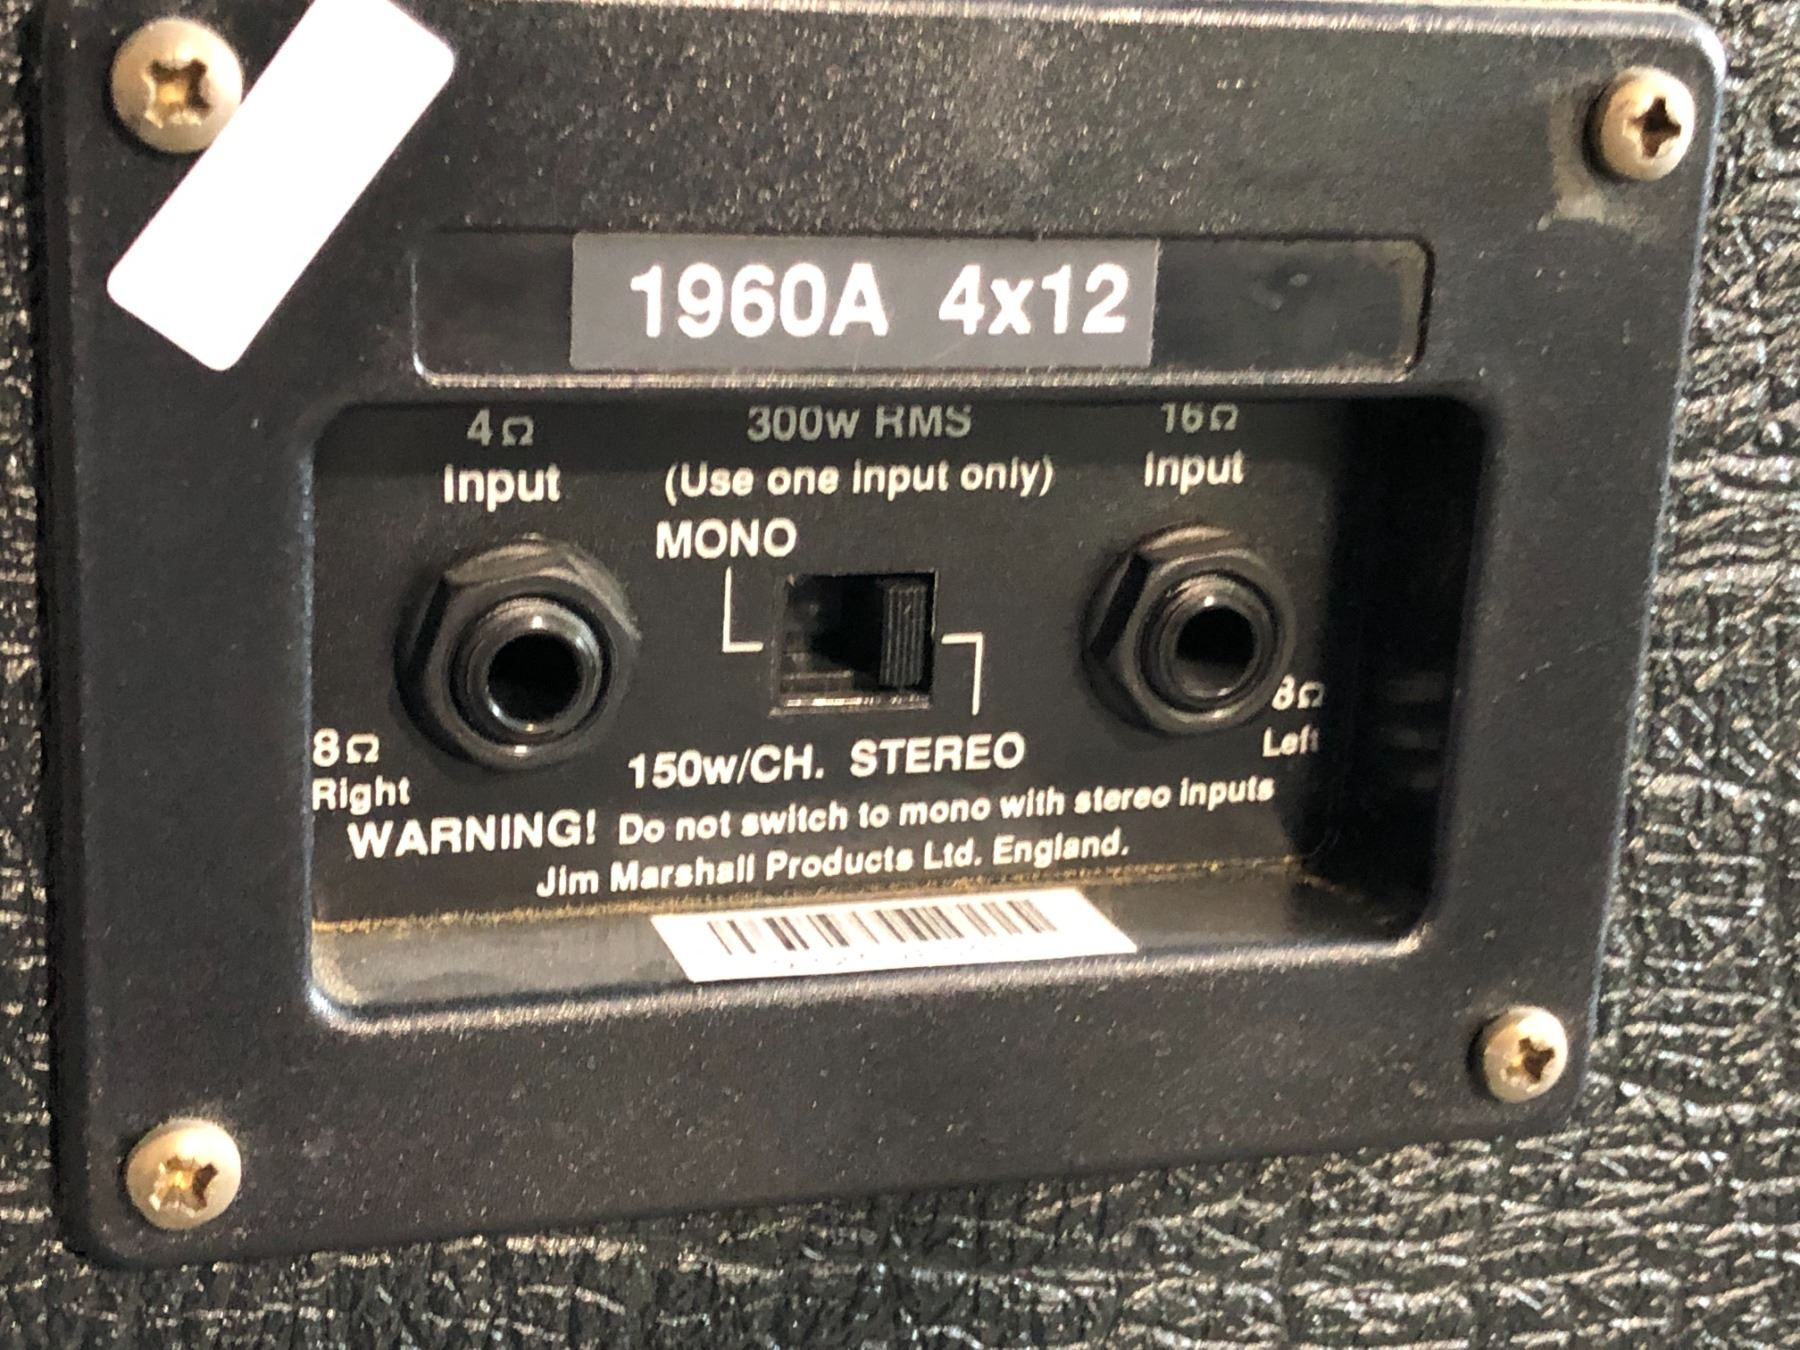 1960A 4x12
4Ω 300w RMS 16Ω
Input (Use one input only) Input
MONO
8Ω 8Ω
Right Left
150w/CH. STEREO
WARNING! Do not switch to mono with stereo inputs
Jim Marshall Products Ltd. England.